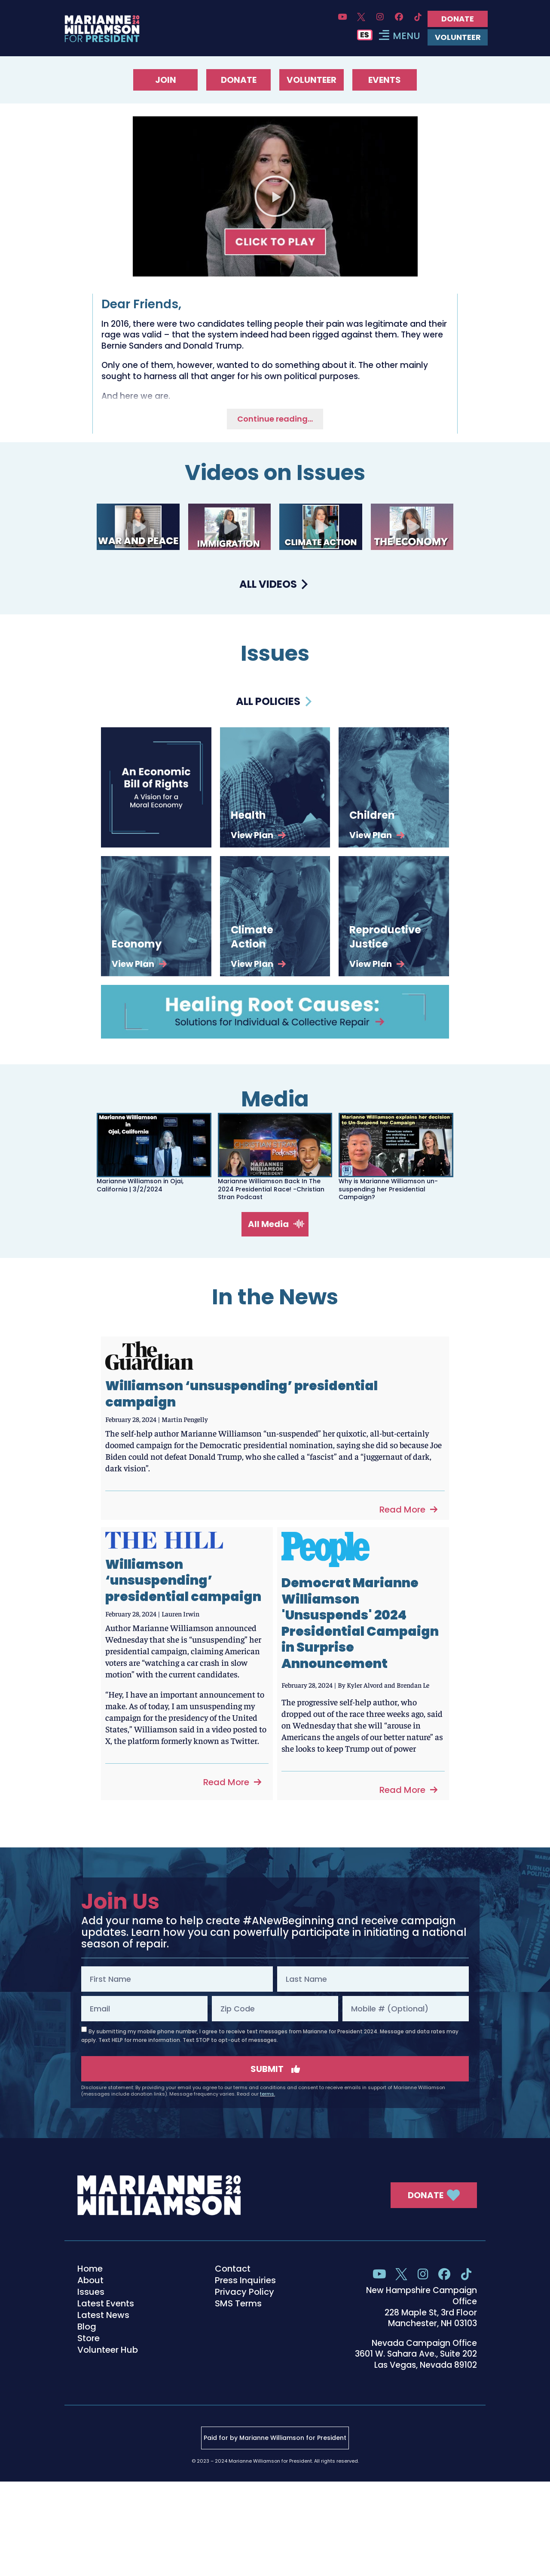 MARIANNE 2024
WILLIAMSON
FOR PRESIDENT
DONATE
ES
MENU
VOLUNTEER
JOIN
DONATE
VOLUNTEER
EVENTS
CLICK TO PLAY
Dear Friends,
In 2016, there were two candidates telling people their pain was legitimate and their
rage was valid – that the system indeed had been rigged against them. They were
Bernie Sanders and Donald Trump.
Only one of them, however, wanted to do something about it. The other mainly
sought to harness all that anger for his own political purposes.
And here we are.
Continue reading...
Videos on Issues
WAR AND PEACE
IMMIGRATION
CLIMATE ACTION
THE ECONOMY
ALL VIDEOS
Issues
ALL POLICIES
An Economic
Bill of Rights
A Vision for a
Moral Economy
Health
View Plan
Children
View Plan
Economy
View Plan
Climate
Action
View Plan
Reproductive
Justice
View Plan
Healing Root Causes:
Solutions for Individual & Collective Repair
Media
Marianne Williamson
in
Ojai, California
Marianne Williamson explains her decision
to Un-Suspend her Campaign
Marianne Williamson in Ojai,
California | 3/2/2024
Marianne Williamson Back In The
2024 Presidential Race! -Christian
Stran Podcast
Why is Marianne Williamson un-
suspending her Presidential
Campaign?
All Media
In the News
The
Guardian
Williamson ‘unsuspending’ presidential
campaign
February 28, 2024 | Martin Pengelly
The self-help author Marianne Williamson “un-suspended” her quixotic, all-but-certainly
doomed campaign for the Democratic presidential nomination, saying she did so because Joe
Biden could not defeat Donald Trump, who she called a “fascist” and a “juggernaut of dark,
dark vision”.
Read More
THE HILL
Williamson
‘unsuspending’
presidential campaign
February 28, 2024 | Lauren Irwin
Author Marianne Williamson announced
Wednesday that she is “unsuspending” her
presidential campaign, claiming American
voters are “watching a car crash in slow
motion” with the current candidates.
“Hey, I have an important announcement to
make. As of today, I am unsuspending my
campaign for the presidency of the United
States,” Williamson said in a video posted to
X, the platform formerly known as Twitter.
Read More
People
Democrat Marianne
Williamson
'Unsuspends' 2024
Presidential Campaign
in Surprise
Announcement
February 28, 2024 | By Kyler Alvord and Brendan Le
The progressive self-help author, who
dropped out of the race three weeks ago, said
on Wednesday that she will “arouse in
Americans the angels of our better nature” as
she looks to keep Trump out of power
Read More
Join Us
Add your name to help create #ANewBeginning and receive campaign
updates. Learn how you can powerfully participate in initiating a national
season of repair.
First Name
Last Name
Email
Zip Code
Mobile # (Optional)
By submitting my mobile phone number, I agree to receive text messages from Marianne for President 2024. Message and data rates may
apply. Text HELP for more information. Text STOP to opt-out of messages.
SUBMIT
Disclosure statement: By providing your email you agree to our terms and conditions and consent to receive emails in support of Marianne Williamson
(messages include donation links). Message frequency varies. Read our terms.
MARIANNE 2024
WILLIAMSON
DONATE
Home
About
Issues
Latest Events
Latest News
Blog
Store
Volunteer Hub
Contact
Press Inquiries
Privacy Policy
SMS Terms
New Hampshire Campaign
Office
228 Maple St, 3rd Floor
Manchester, NH 03103
Nevada Campaign Office
3601 W. Sahara Ave., Suite 202
Las Vegas, Nevada 89102
Paid for by Marianne Williamson for President
© 2023 – 2024 Marianne Williamson for President. All rights reserved.